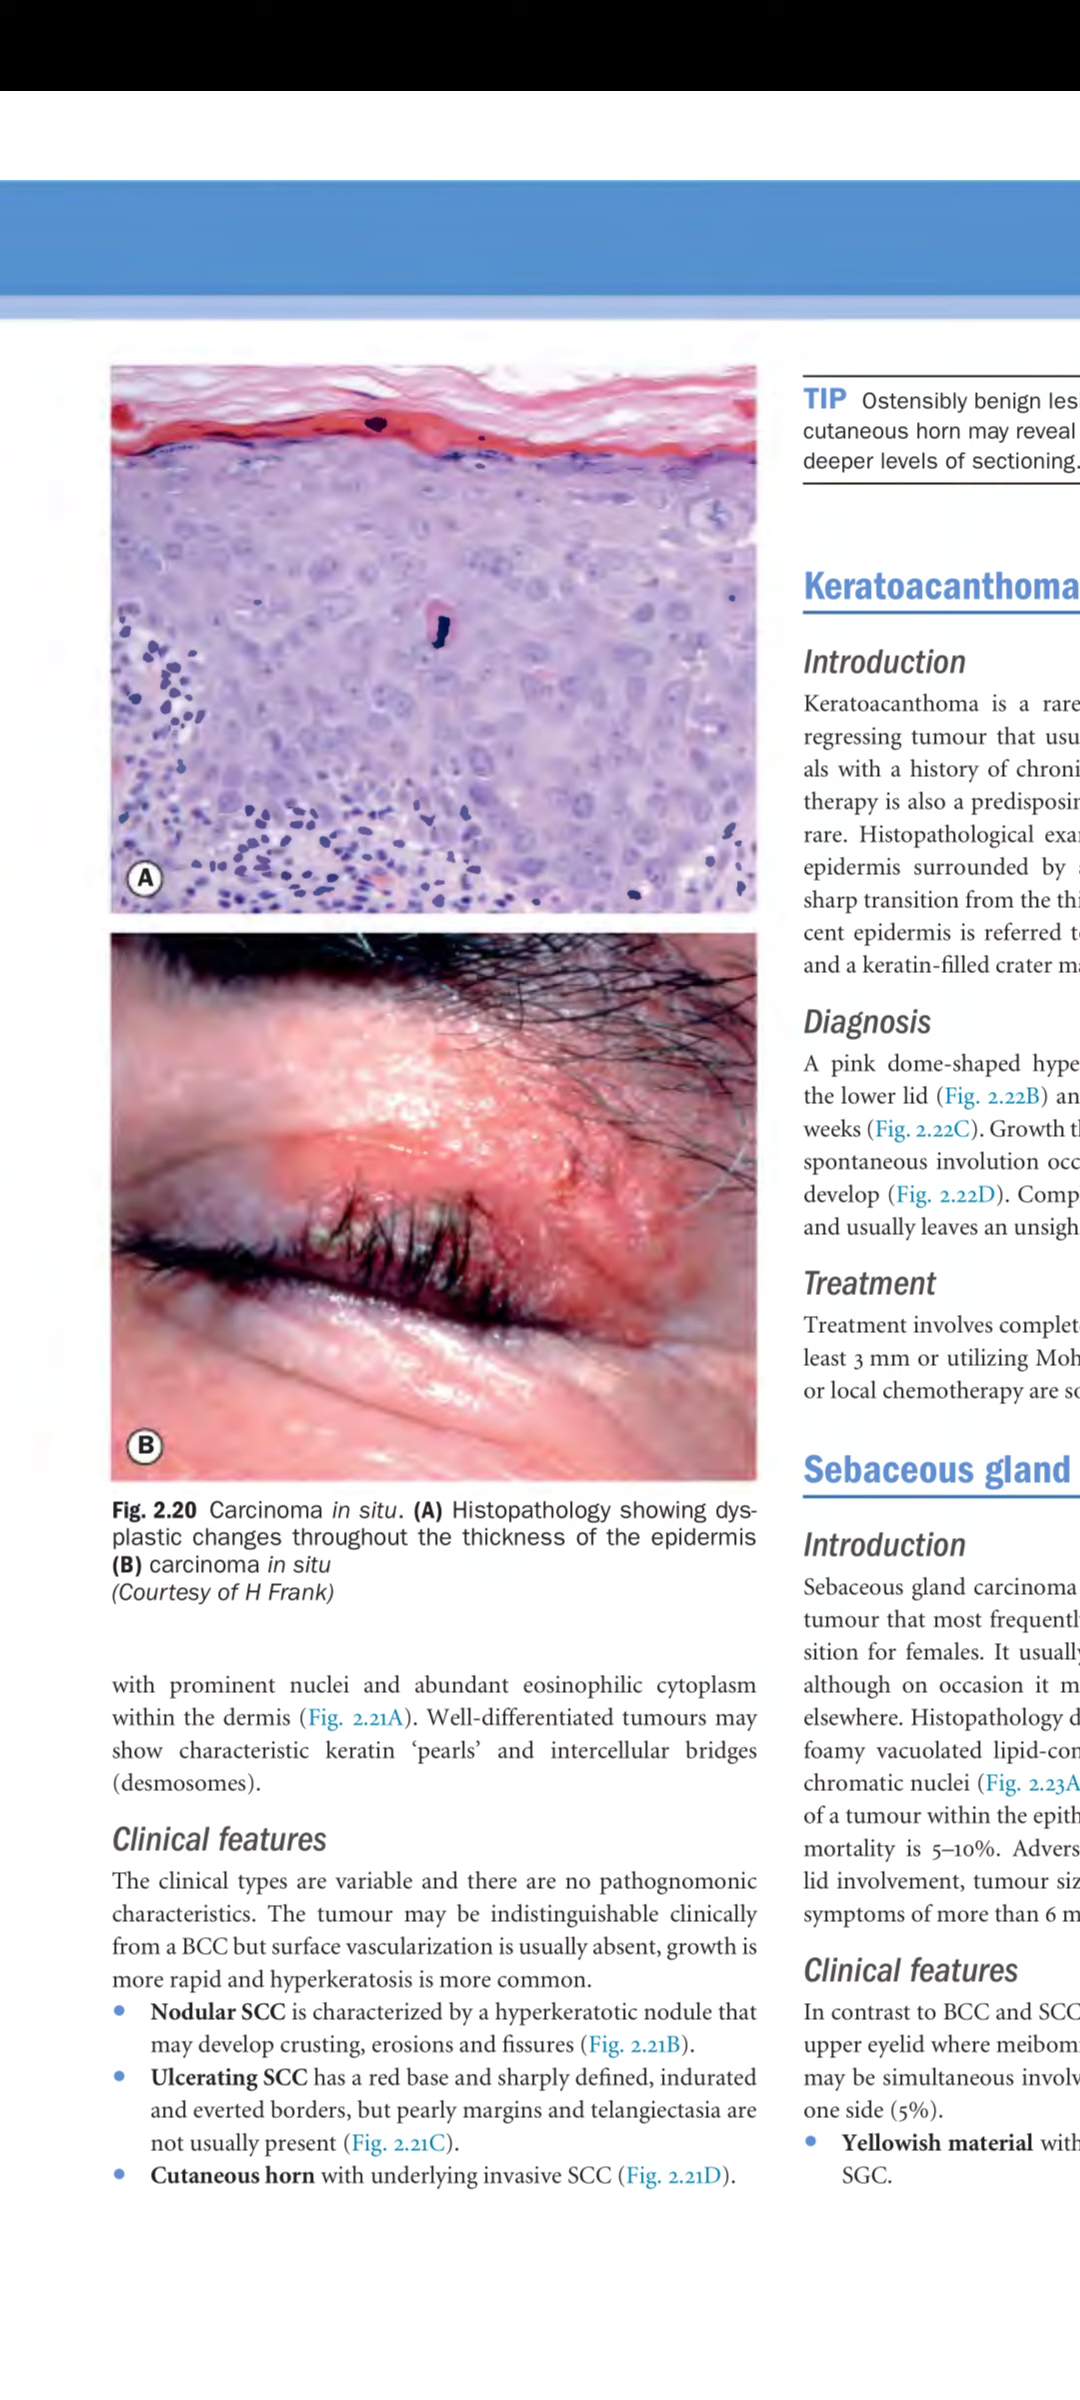 A
B
Fig. 2.20 Carcinoma in situ. (A) Histopathology showing dys-
plastic changes throughout the thickness of the epidermis
(B) carcinoma in situ
(Courtesy of H Frank)
with prominent nuclei and abundant eosinophilic cytoplasm
within the dermis (Fig. 2.21A). Well-differentiated tumours may
show characteristic keratin ‘pearls’ and intercellular bridges
(desmosomes).
Clinical features
The clinical types are variable and there are no pathognomonic
characteristics. The tumour may be indistinguishable clinically
from a BCC but surface vascularization is usually absent, growth is
more rapid and hyperkeratosis is more common.
• Nodular SCC is characterized by a hyperkeratotic nodule that
may develop crusting, erosions and fissures (Fig. 2.21B).
• Ulcerating SCC has a red base and sharply defined, indurated
and everted borders, but pearly margins and telangiectasia are
not usually present (Fig. 2.21C).
• Cutaneous horn with underlying invasive SCC (Fig. 2.21D).
TIP Ostensibly benign
cutaneous horn may reveal
deeper levels of sectioning.
Keratoacanthoma
Introduction
Keratoacanthoma is a rare
regressing tumour that
als with a history of
therapy is also a
rare. Histopathological
epidermis surrounded by
sharp transition from the
cent epidermis is referred
and a keratin-filled crater
Diagnosis
A pink dome-shaped
the lower lid (Fig. 2.22B)
weeks (Fig. 2.22C). Growth
spontaneous involution
develop (Fig. 2.22D).
and usually leaves an
Treatment
Treatment involves
least 3 mm or utilizing
or local chemotherapy are
Sebaceous gland
Introduction
Sebaceous gland carcinoma
tumour that most
sition for females. It
although on occasion it
elsewhere. Histopathology
foamy vacuolated
chromatic nuclei (Fig. 2.23A
of a tumour within the
mortality is 5–10%.
lid involvement, tumour
symptoms of more than 6
Clinical features
In contrast to BCC and SCC
upper eyelid where
may be simultaneous
one side (5%).
• Yellowish material
SGC.